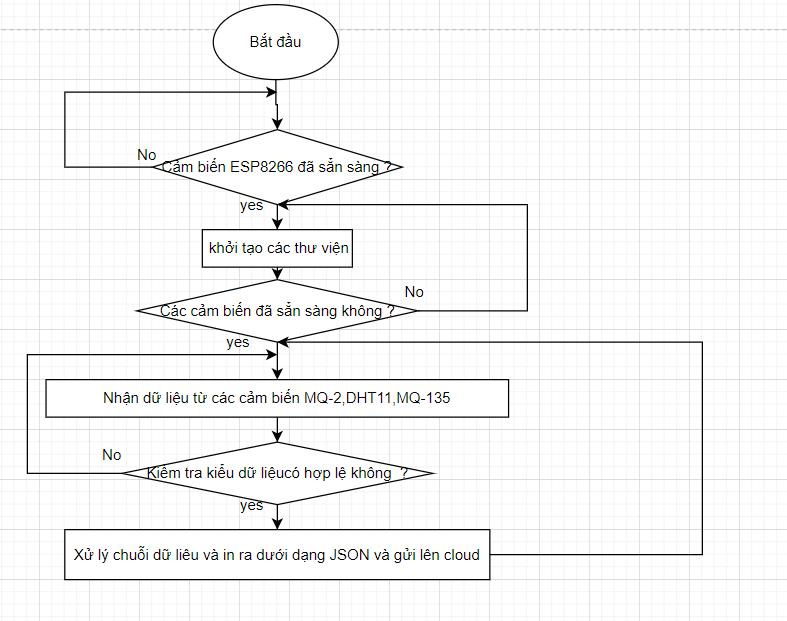 Bắt đầu
No
Cảm biến ESP8266 đã sẳn sàng ?
yes
khởi tạo các thư viện
No
Các cảm biến đã sẳn sàng không ?
yes
Nhận dữ liệu từ các cảm biến MQ-2,DHT11,MQ-135
No
Kiểm tra kiểu dữ liệucó hợp lệ không ?
yes
Xử lý chuỗi dữ liêu và in ra dưới dạng JSON và gửi lên cloud